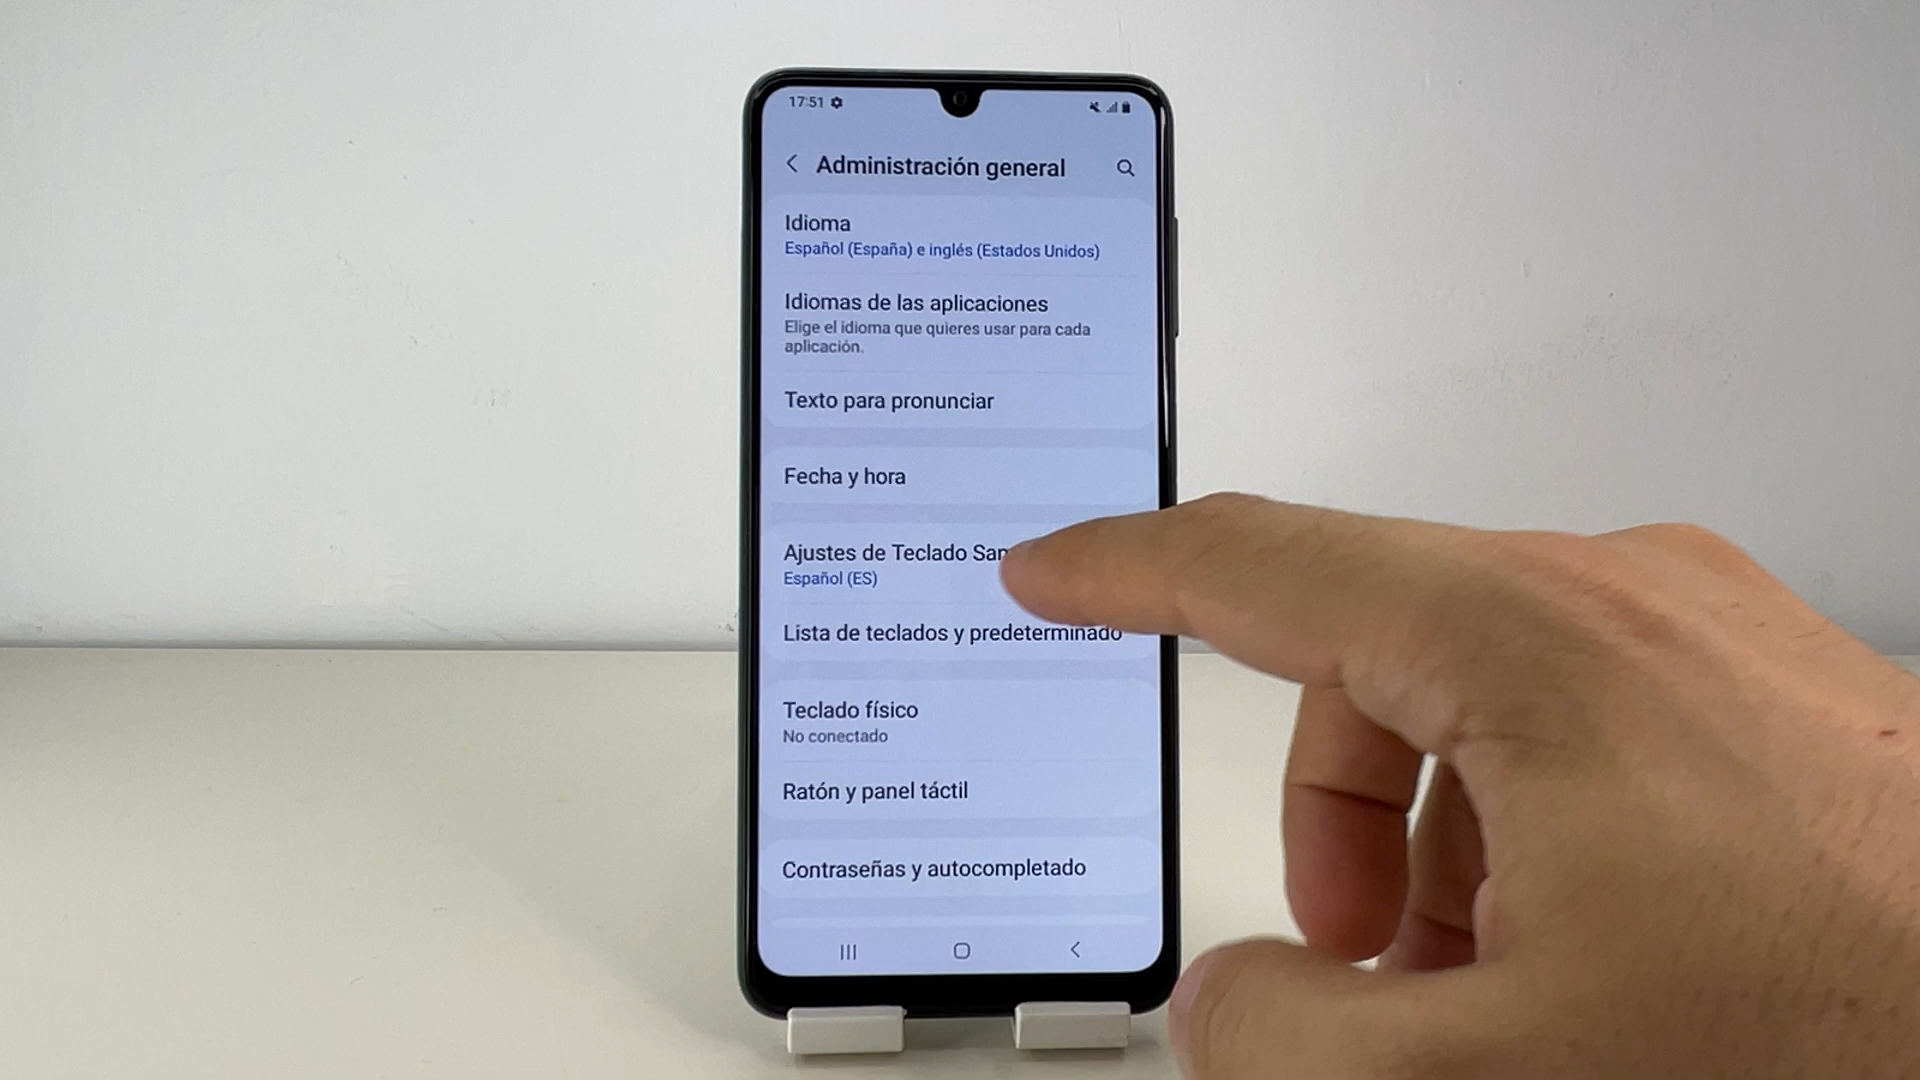 17:51
Administración general
Idioma
Español (España) e inglés (Estados Unidos)
Idiomas de las aplicaciones
Elige el idioma que quieres usar para cada
aplicación.
Texto para pronunciar
Fecha y hora
Ajustes de Teclado
Español (ES)
Lista de teclados y predeterminado
Teclado físico
No conectado
Ratón y panel táctil
Contraseñas y autocompletado